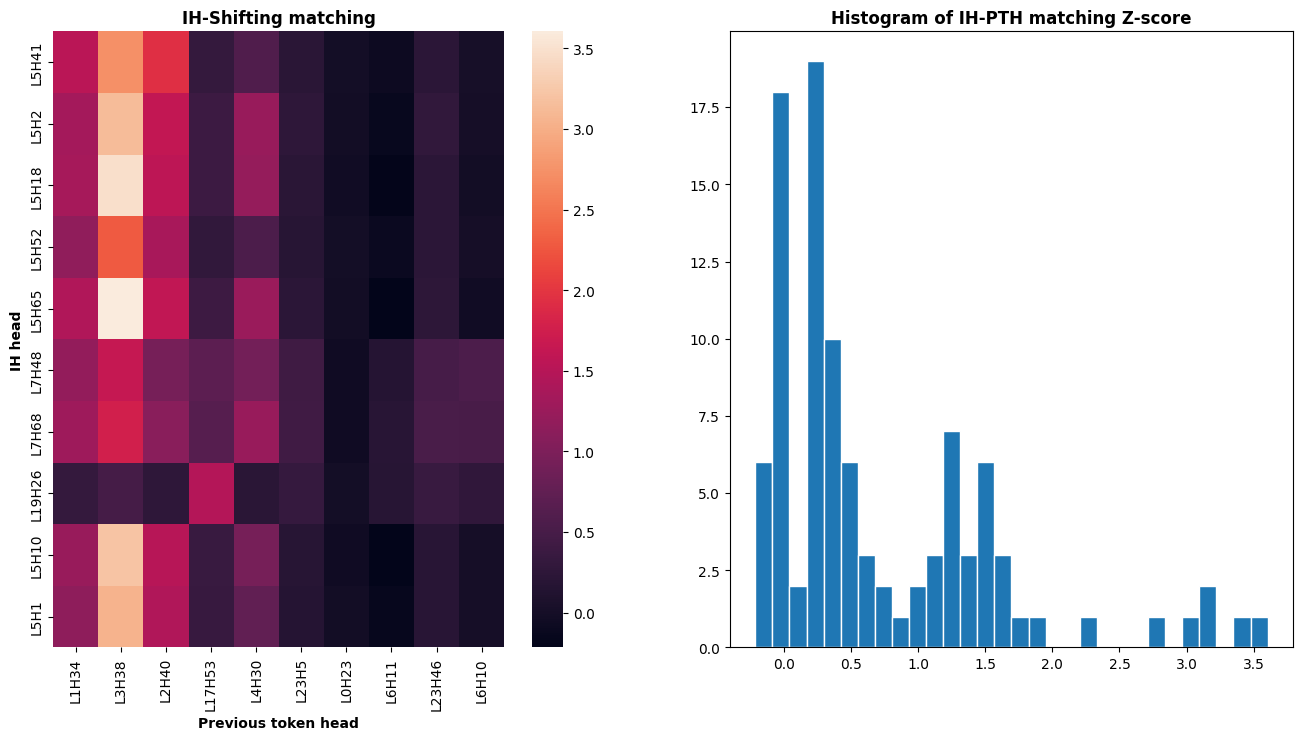 IH-Shifting matching
IH head
L5H41
L5H2
L5H18
L5H52
L5H65
L7H48
L7H68
L19H26
L5H10
L5H1
L1H34
L3H38
L2H40
L17H53
L4H30
L23H5
L0H23
L6H11
L23H46
L6H10
Previous token head
3.5
3.0
2.5
2.0
1.5
1.0
0.5
0.0
Histogram of IH-PTH matching Z-score
17.5
15.0
12.5
10.0
7.5
5.0
2.5
0.0
0.0 0.5 1.0 1.5 2.0 2.5 3.0 3.5